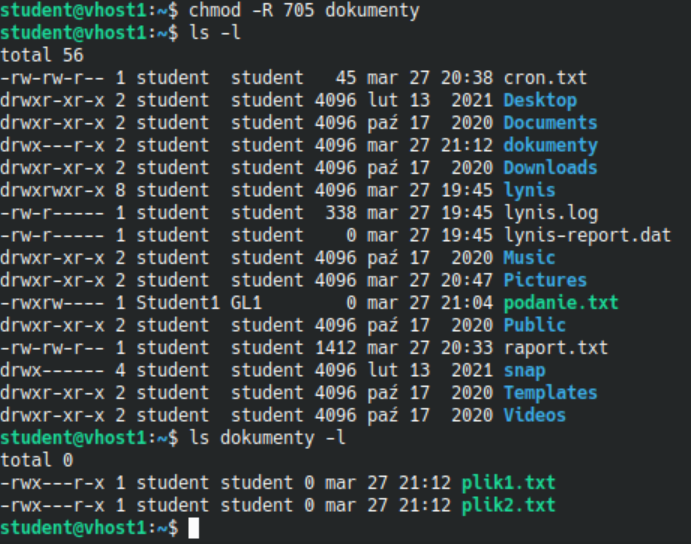 student@vhost1:~$ chmod -R 705 dokumenty
student@vhost1:~$ ls -l
total 56
-rw-rw-r-- 1 student  student   45 mar 27 20:38 cron.txt
drwxr-xr-x 2 student  student 4096 lut 13  2021 Desktop
drwxr-xr-x 2 student  student 4096 paź 17  2020 Documents
drwx---r-x 2 student  student 4096 mar 27 21:12 dokumenty
drwxr-xr-x 2 student  student 4096 paź 17  2020 Downloads
drwxrwxr-x 8 student  student 4096 mar 27 19:45 lynis
-rw-r----- 1 student  student  338 mar 27 19:45 lynis.log
-rw-r----- 1 student  student    0 mar 27 19:45 lynis-report.dat
drwxr-xr-x 2 student  student 4096 paź 17  2020 Music
drwxr-xr-x 2 student  student 4096 mar 27 20:47 Pictures
-rwxrw---- 1 Student1 GL1        0 mar 27 21:04 podanie.txt
drwxr-xr-x 2 student  student 4096 paź 17  2020 Public
-rw-rw-r-- 1 student  student 1412 mar 27 20:33 raport.txt
drwx------ 4 student  student 4096 lut 13  2021 snap
drwxr-xr-x 2 student  student 4096 paź 17  2020 Templates
drwxr-xr-x 2 student  student 4096 paź 17  2020 Videos
student@vhost1:~$ ls dokumenty -l
total 0
-rwx---r-x 1 student student 0 mar 27 21:12 plik1.txt
-rwx---r-x 1 student student 0 mar 27 21:12 plik2.txt
student@vhost1:~$